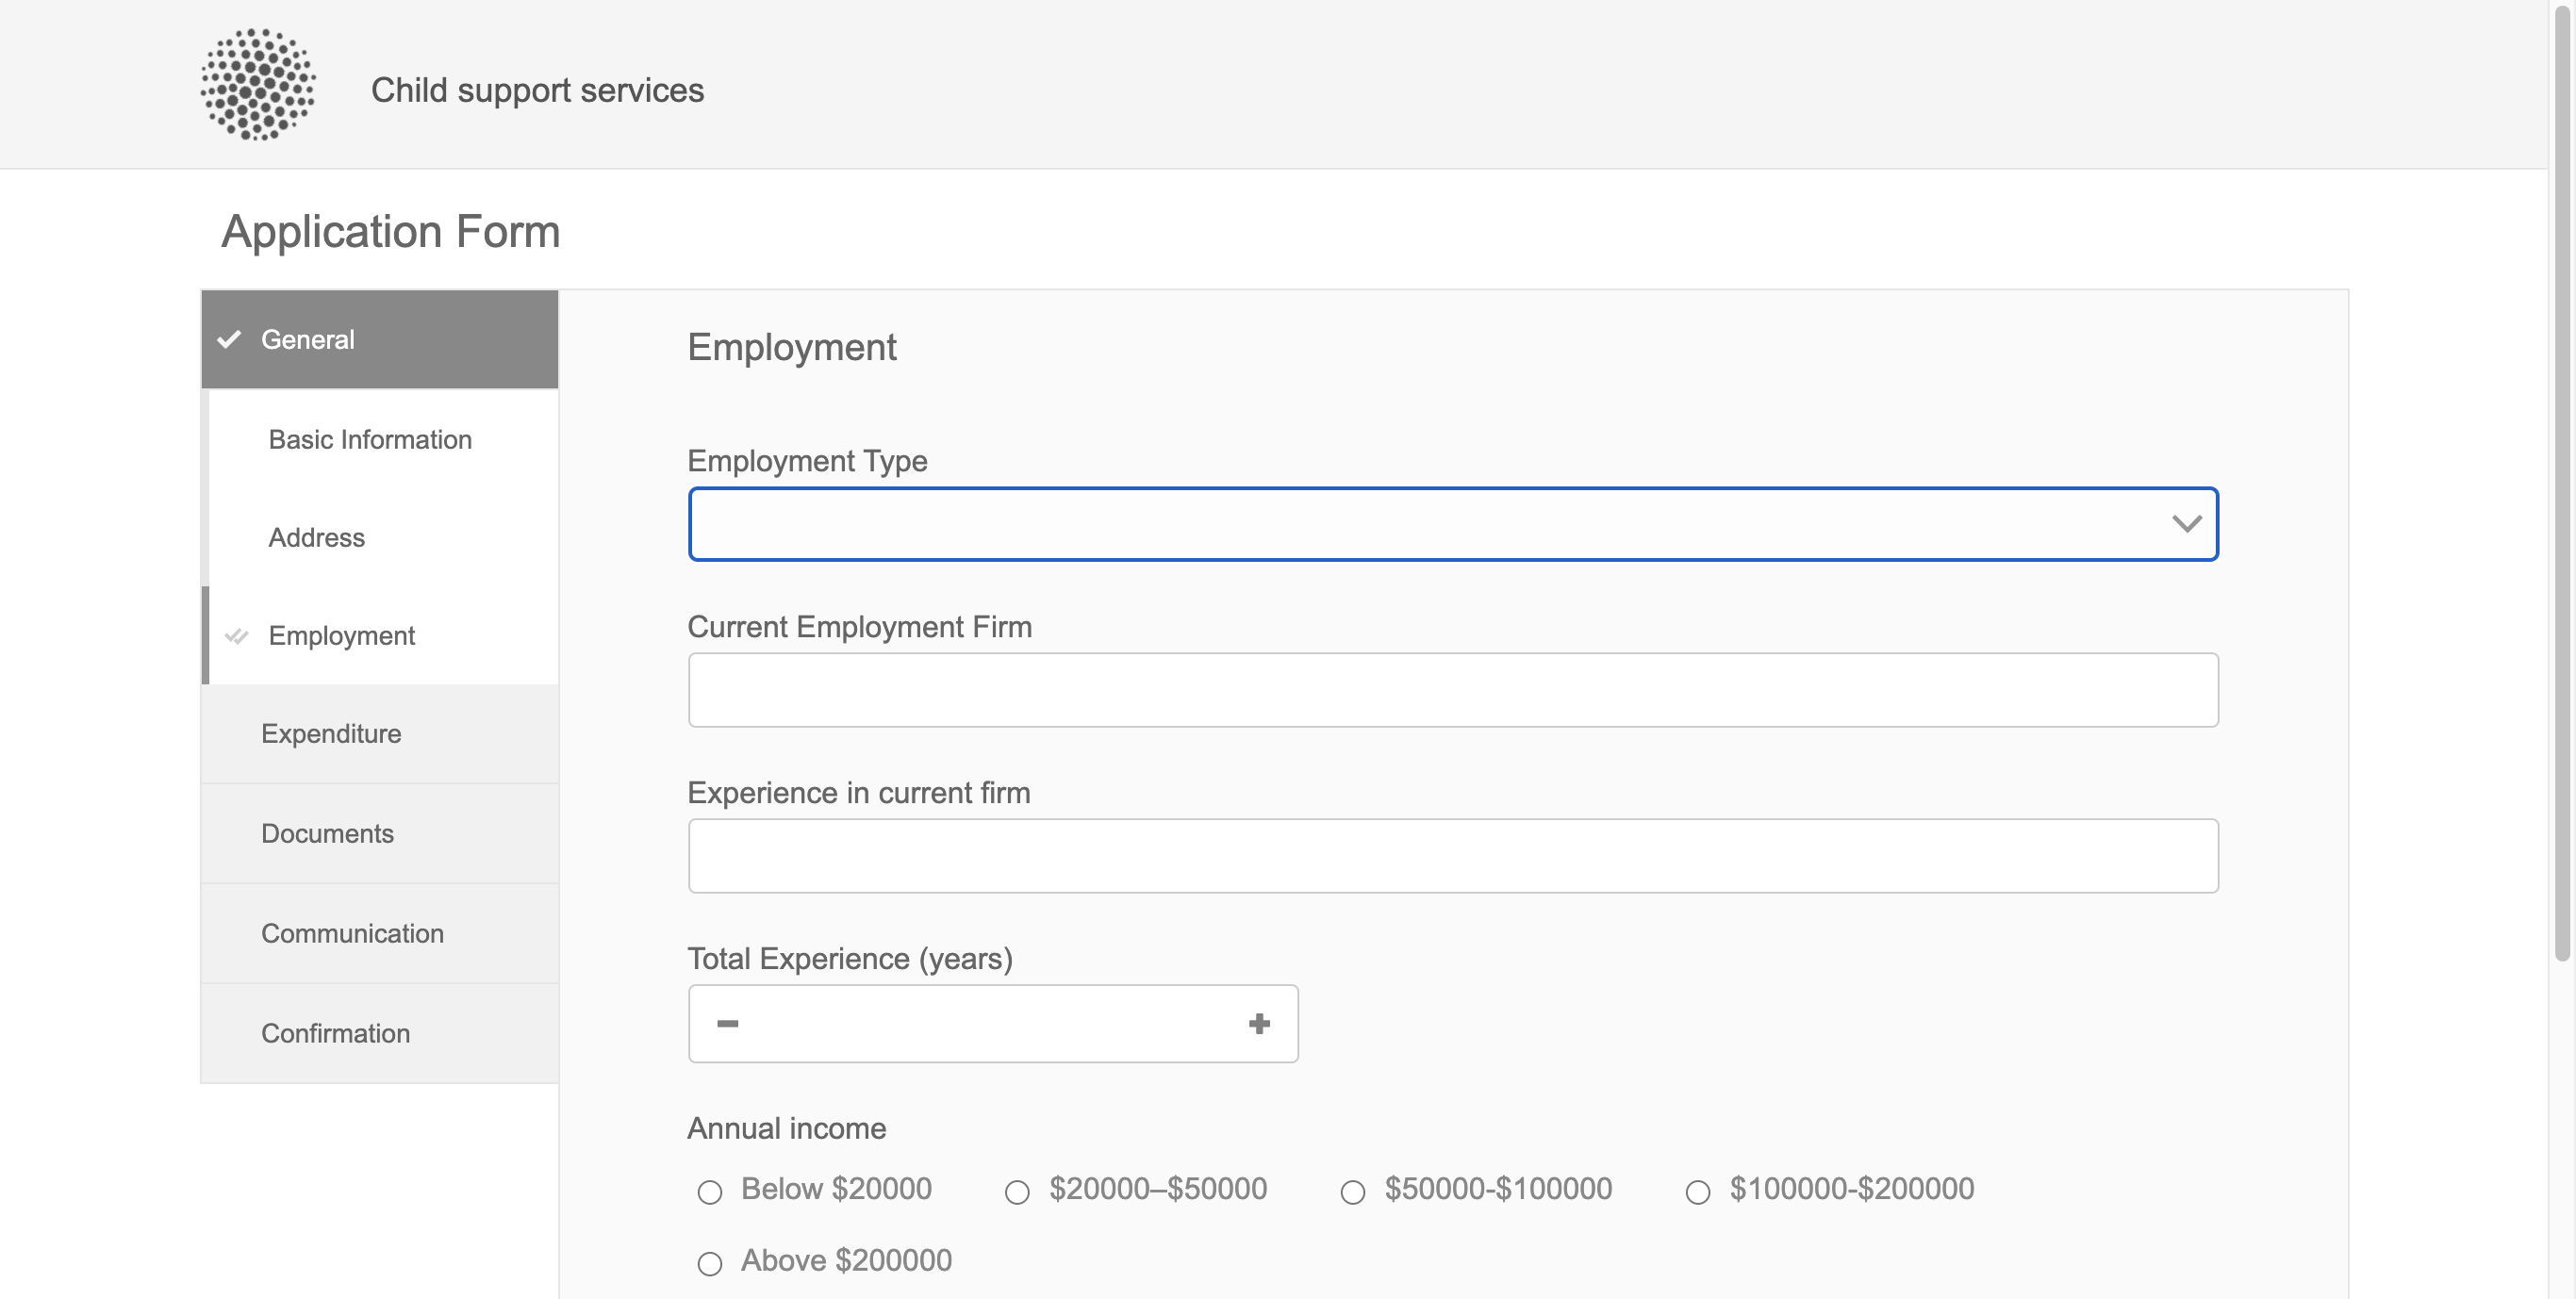 Child support services
Application Form
General
Basic Information
Address
Employment
Expenditure
Documents
Communication
Confirmation
Employment
Employment Type
Current Employment Firm
Experience in current firm
Total Experience (years)
Annual income
Below $20000
$20000–$50000
$50000-$100000
$100000-$200000
Above $200000